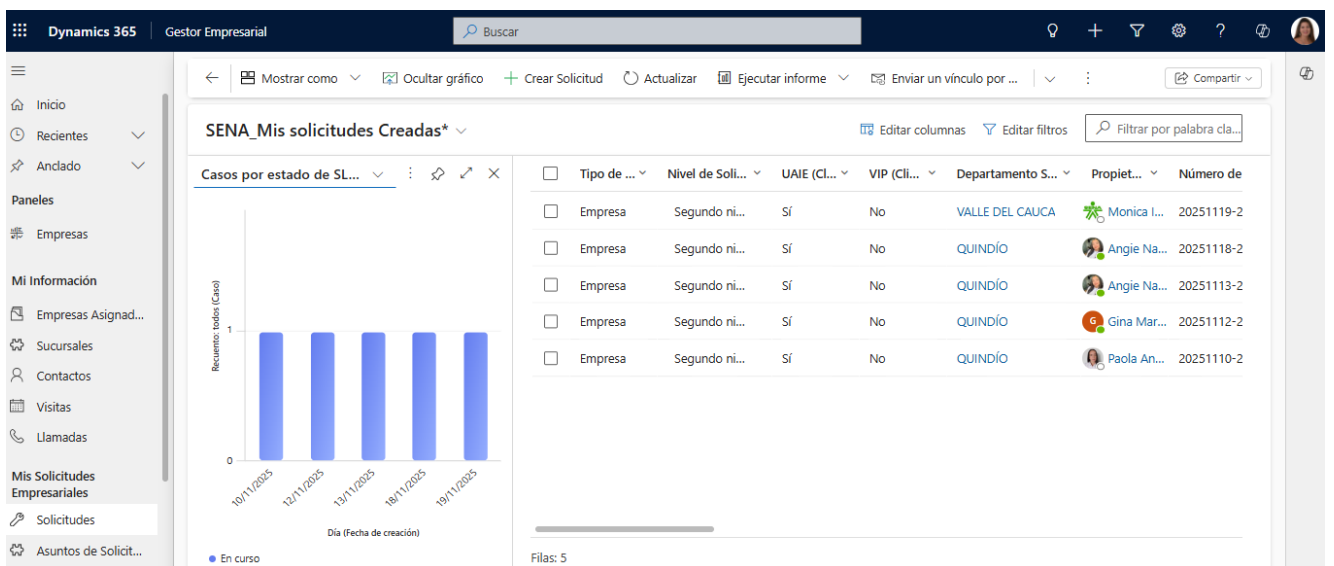 Dynamics 365 Gestor Empresarial Buscar
Mostrar como Ocultar gráfico Crear Solicitud Actualizar Ejecutar informe Enviar un vínculo por ... Compartir
Inicio
Recientes
Anclado
Paneles
Empresas
Mi Información
Empresas Asignad...
Sucursales
Contactos
Visitas
Llamadas
Mis Solicitudes
Empresariales
Solicitudes
Asuntos de Solicit...
SENA_Mis solicitudes Creadas*
Editar columnas Editar filtros Filtrar por palabra cla...
Casos por estado de SL...
Recuento: todos (Caso)
1
0
10/11/2025 12/11/2025 13/11/2025 18/11/2025 19/11/2025
Día (Fecha de creación)
En curso
Tipo de ... Nivel de Soli... UAIE (Cl... VIP (Cli... Departamento S... Propiet... Número de
Empresa Segundo ni... Sí No VALLE DEL CAUCA Monica I... 20251119-2
Empresa Segundo ni... Sí No QUINDÍO Angie Na... 20251118-2
Empresa Segundo ni... Sí No QUINDÍO Angie Na... 20251113-2
Empresa Segundo ni... Sí No QUINDÍO G Gina Mar... 20251112-2
Empresa Segundo ni... Sí No QUINDÍO Paola An... 20251110-2
Filas: 5